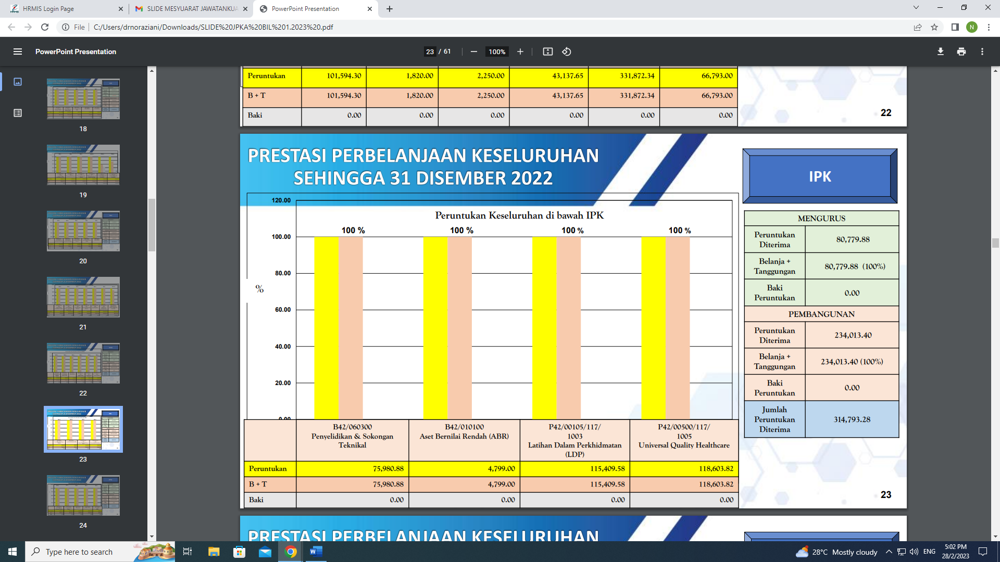 HRMIS Login Page
SLIDE MESYUARAT JAWATANKUA
PowerPoint Presentation
File
C:/Users/drnoraziani/Downloads/SLIDE%20JPKA%20BIL%201.2023%20.pdf
N
PowerPoint Presentation
23 / 61
100%
18
19
20
21
22
23
24
Peruntukan 101,594.30 1,820.00 2,250.00 43,137.65 331,872.34 66,793.00
B + T 101,594.30 1,820.00 2,250.00 43,137.65 331,872.34 66,793.00
Baki 0.00 0.00 0.00 0.00 0.00 0.00
22
PRESTASI PERBELANJAAN KESELURUHAN
SEHINGGA 31 DISEMBER 2022
IPK
Peruntukan Keseluruhan di bawah IPK
100 % 100 % 100 % 100 %
120.00
100.00
80.00
%
60.00
40.00
20.00
0.00
B42/060300
Penyelidikan & Sokongan
Teknikal
B42/010100
Aset Bernilai Rendah (ABR)
P42/00105/117/
1003
Latihan Dalam Perkhidmatan
(LDP)
P42/00500/117/
1005
Universal Quality Healthcare
Peruntukan 75,980.88 4,799.00 115,409.58 118,603.82
B + T 75,980.88 4,799.00 115,409.58 118,603.82
Baki 0.00 0.00 0.00 0.00
MENGURUS
Peruntukan
Diterima
80,779.88
Belanja +
Tanggungan
80,779.88 (100%)
Baki
Peruntukan
0.00
PEMBANGUNAN
Peruntukan
Diterima
234,013.40
Belanja +
Tanggungan
234,013.40 (100%)
Baki
Peruntukan
0.00
Jumlah
Peruntukan
Diterima
314,793.28
23
PRESTASI PERBELANJAAN KESELURUHAN
Type here to search
28°C Mostly cloudy
ENG
5:02 PM
28/2/2023